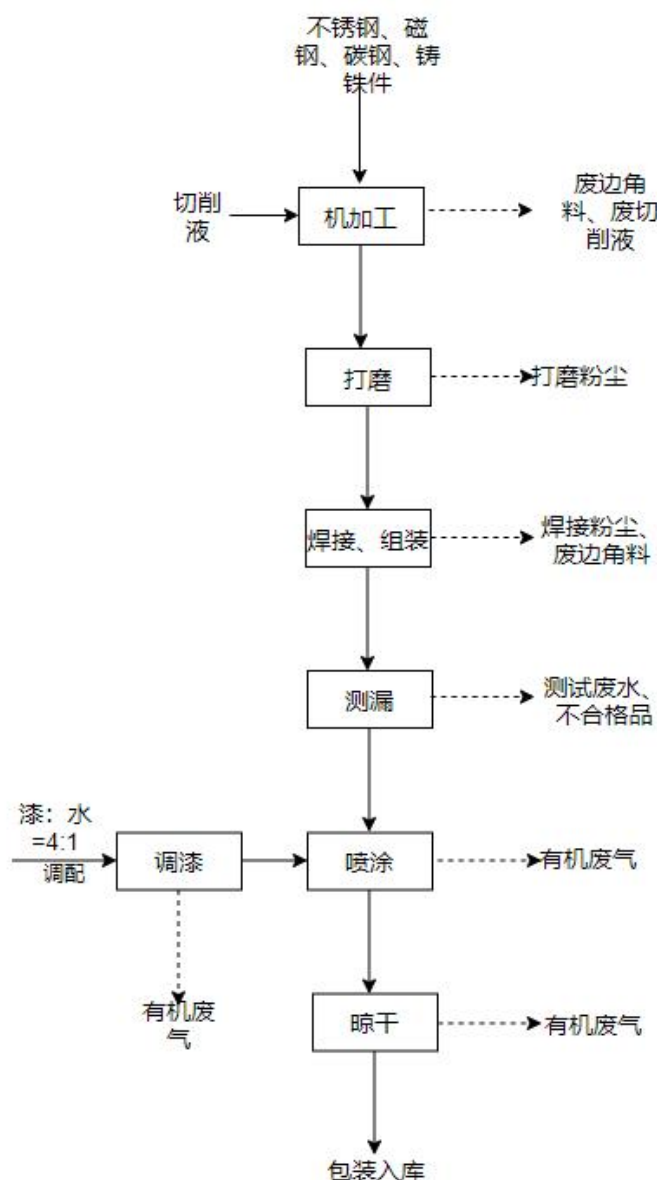 不锈钢、磁
钢、碳钢、铸
铁件
切削
液
机加工
废边角
料、废切
削液
打磨
打磨粉尘
焊接、组装
焊接粉尘、
废边角料
测漏
测试废水、
不合格品
漆：水
=4:1
调配
调漆
喷涂
有机废气
有机废
气
晾干
有机废气
包装入库